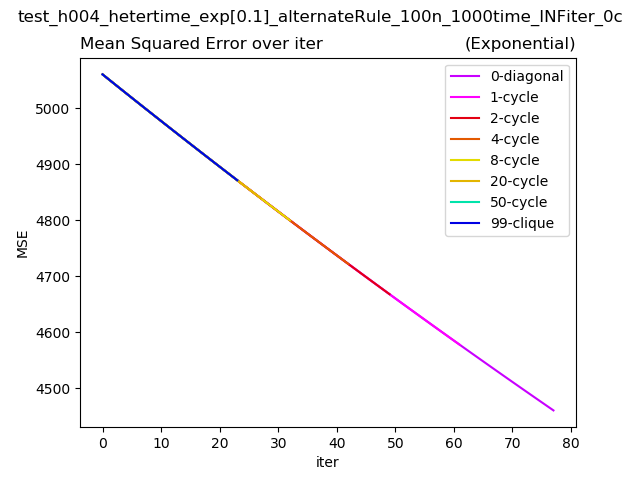 test_h004_hetertime_exp[0.1]_alternateRule_100n_1000time_INFiter_0c
Mean Squared Error over iter (Exponential)
0-diagonal
1-cycle
2-cycle
4-cycle
8-cycle
20-cycle
50-cycle
99-clique
MSE
5000
4900
4800
4700
4600
4500
0 10 20 30 40 50 60 70 80
iter